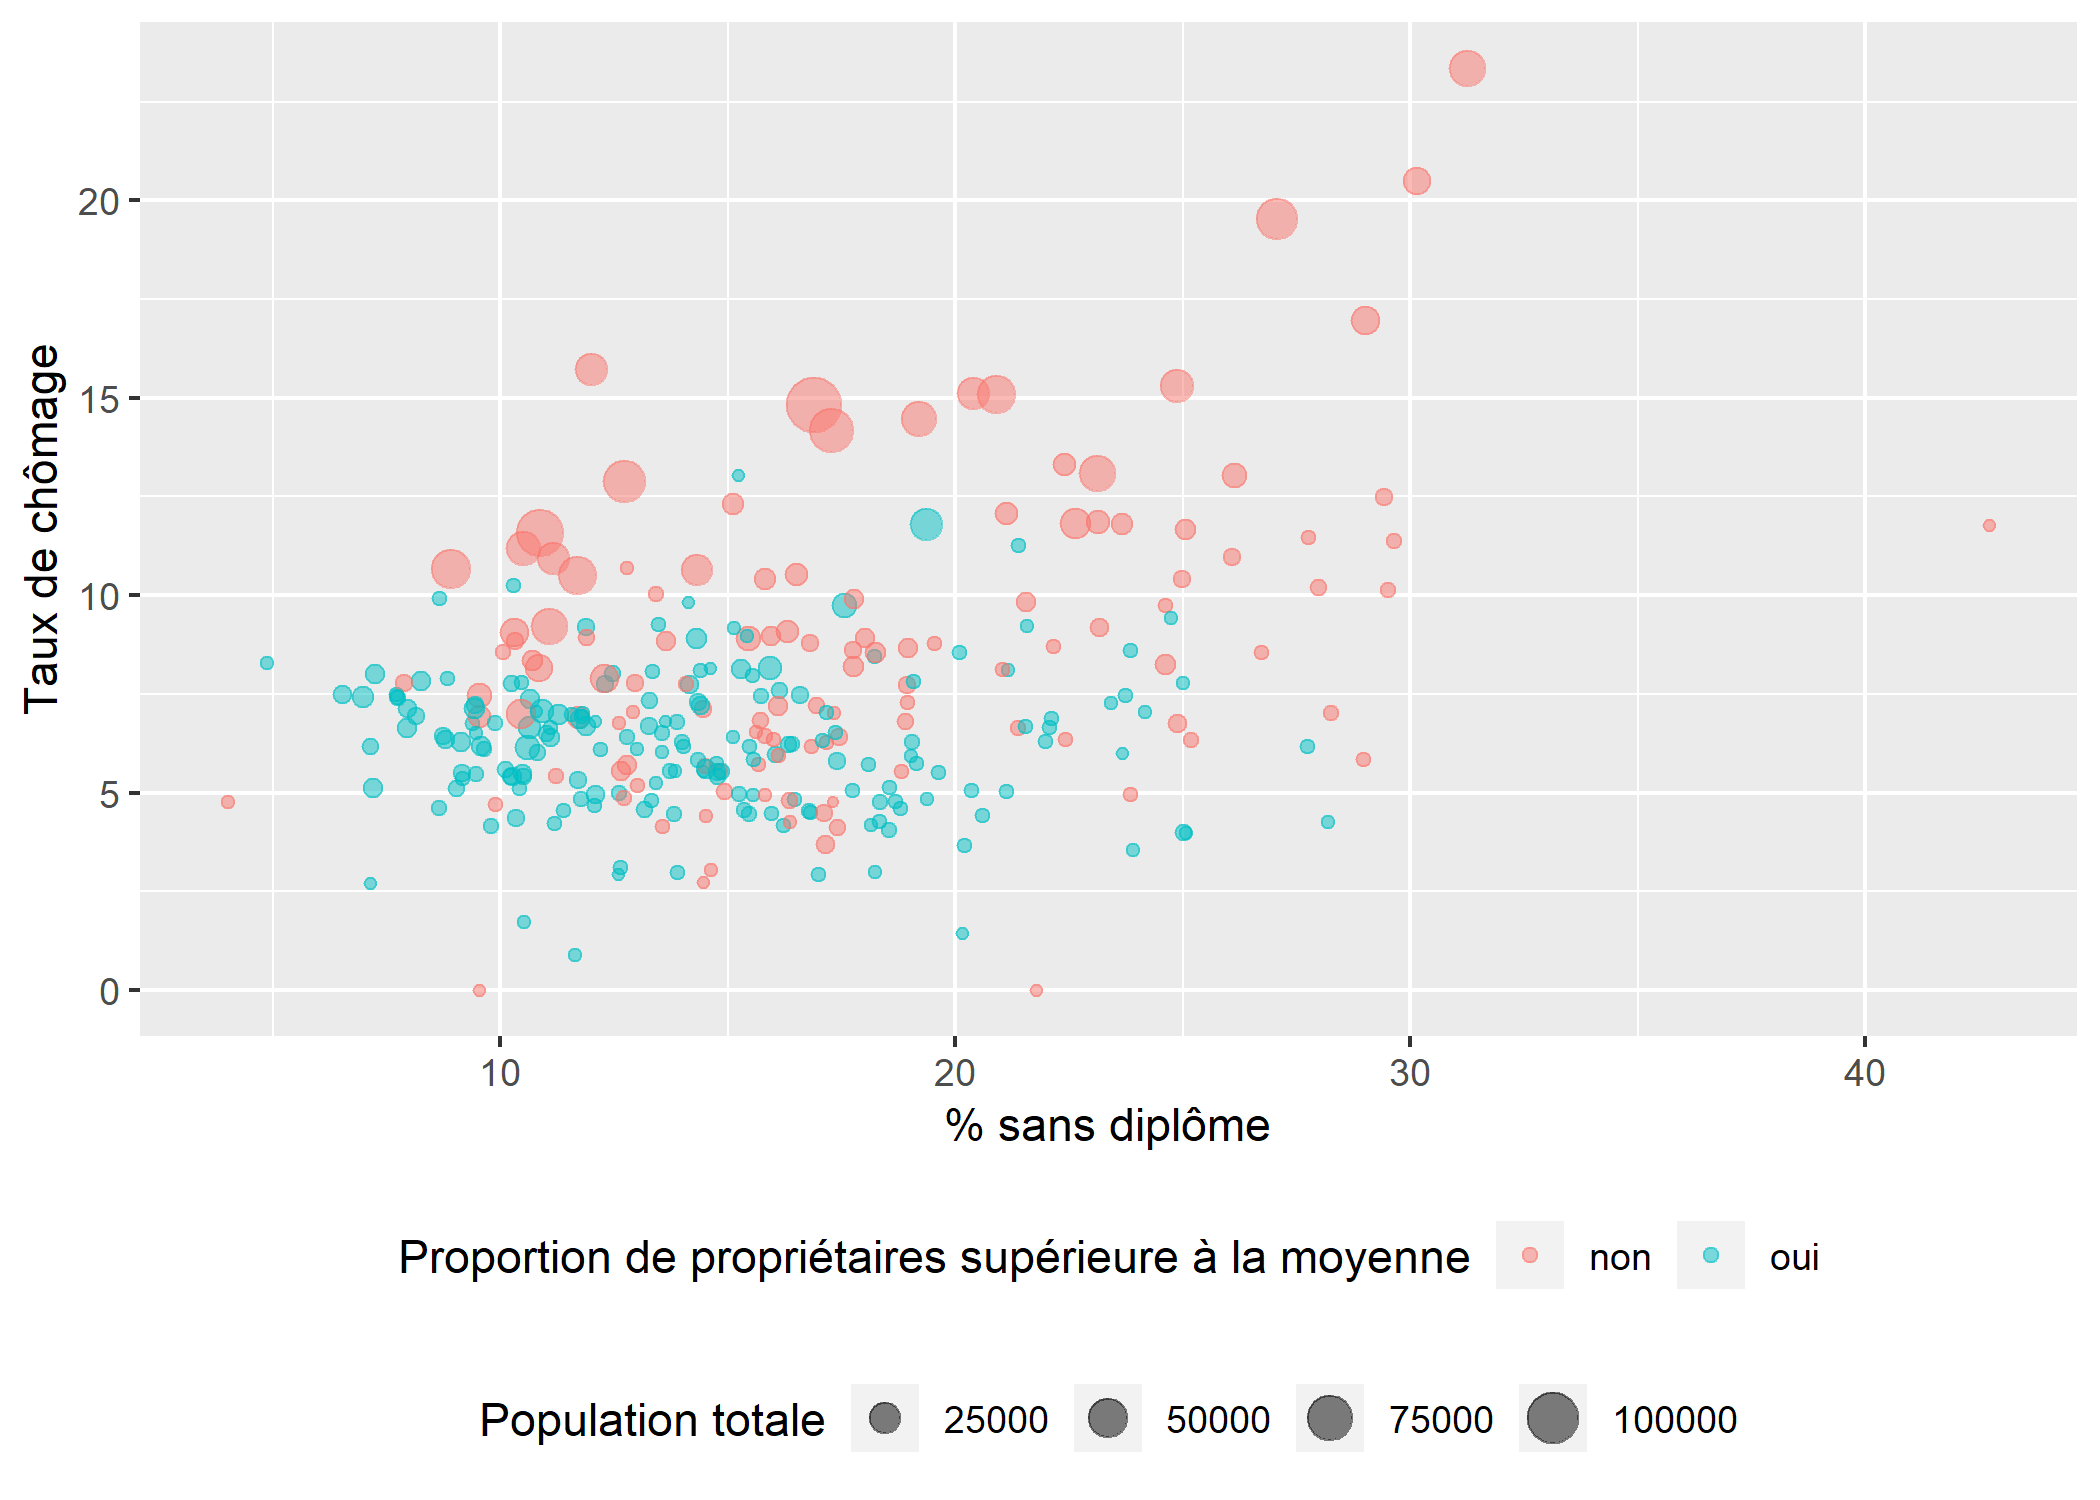 Taux de chômage
20
15
10
5
0
10 20 30 40
% sans diplôme
Proportion de propriétaires supérieure à la moyenne non oui
Population totale 25000 50000 75000 100000